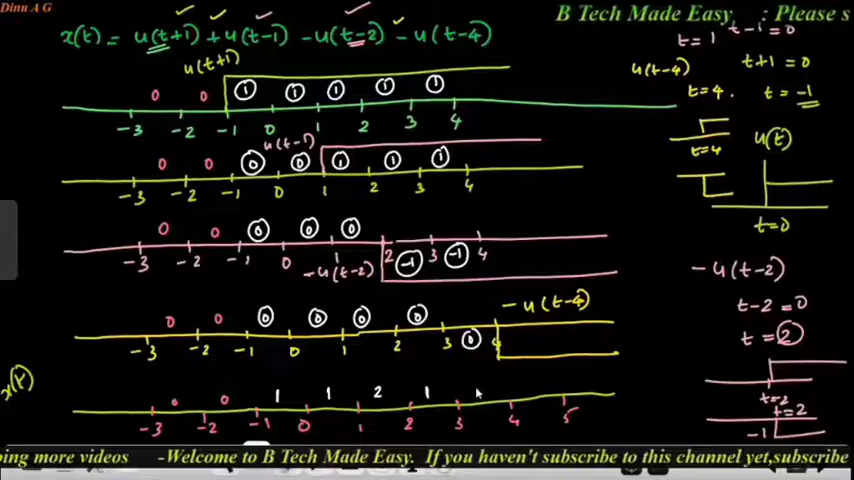 Dinu A G
B Tech Made Easy : Please s
x(t) = u(t+1) + u(t-1) - u(t-2) - u(t-4)
t=1 t-1=0
u(t+1)
u(t-4)
t+1=0
t=4. t=-1
0 0 1 1 1 1 1
-3 -2 -1 0 1 2 3 4
t=4
u(t)
u(t-1)
0 0 0 0 1 1 1
-3 -2 -1 0 1 2 3 4
t=0
0 0 0 0 0 2 3 4
-3 -2 -1 0 1 -1 -1
-u(t-2)
-u(t-2)
t-2=0
t=2
-u(t-4)
0 0 0 0 0 0 0
-3 -2 -1 0 1 2 3 4
x(t)
0 0 1 1 2 1
-3 -2 -1 0 1 2 3 4 5
t=2
t=2
-1
ping more videos -Welcome to B Tech Made Easy. If you haven't subscribe to this channel yet,subscribe